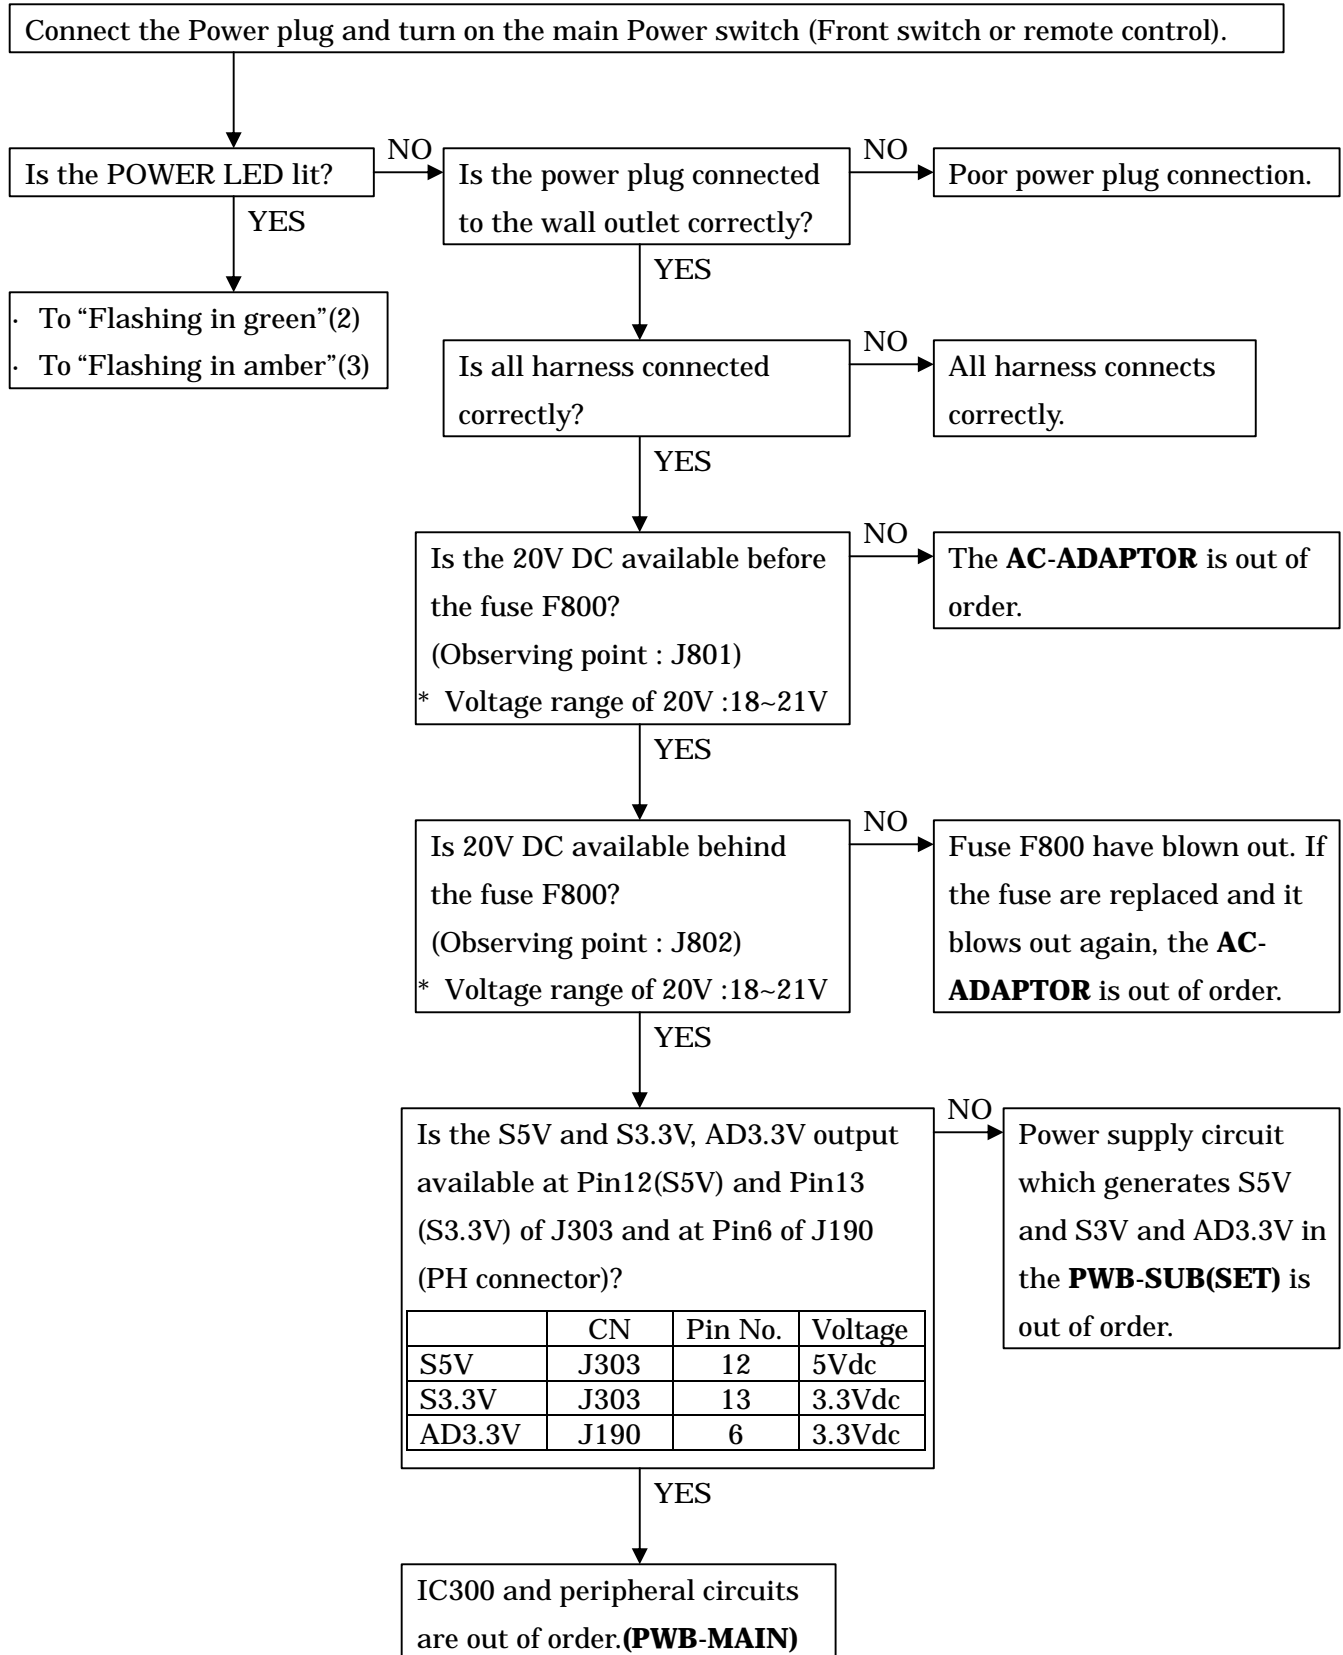 Connect the Power plug and turn on the main Power switch (Front switch or remote control).
Is the POWER LED lit?
NO
Is the power plug connected
to the wall outlet correctly?
NO
Poor power plug connection.
YES
· To “Flashing in green”(2)
· To “Flashing in amber”(3)
YES
Is all harness connected
correctly?
NO
All harness connects
correctly.
YES
Is the 20V DC available before
the fuse F800?
(Observing point : J801)
* Voltage range of 20V :18~21V
NO
The AC-ADAPTOR is out of
order.
YES
Is 20V DC available behind
the fuse F800?
(Observing point : J802)
* Voltage range of 20V :18~21V
NO
Fuse F800 have blown out. If
the fuse are replaced and it
blows out again, the AC-
ADAPTOR is out of order.
YES
Is the S5V and S3.3V, AD3.3V output
available at Pin12(S5V) and Pin13
(S3.3V) of J303 and at Pin6 of J190
(PH connector)?
CN Pin No. Voltage
S5V J303 12 5Vdc
S3.3V J303 13 3.3Vdc
AD3.3V J190 6 3.3Vdc
NO
Power supply circuit
which generates S5V
and S3V and AD3.3V in
the PWB-SUB(SET) is
out of order.
YES
IC300 and peripheral circuits
are out of order.(PWB-MAIN)